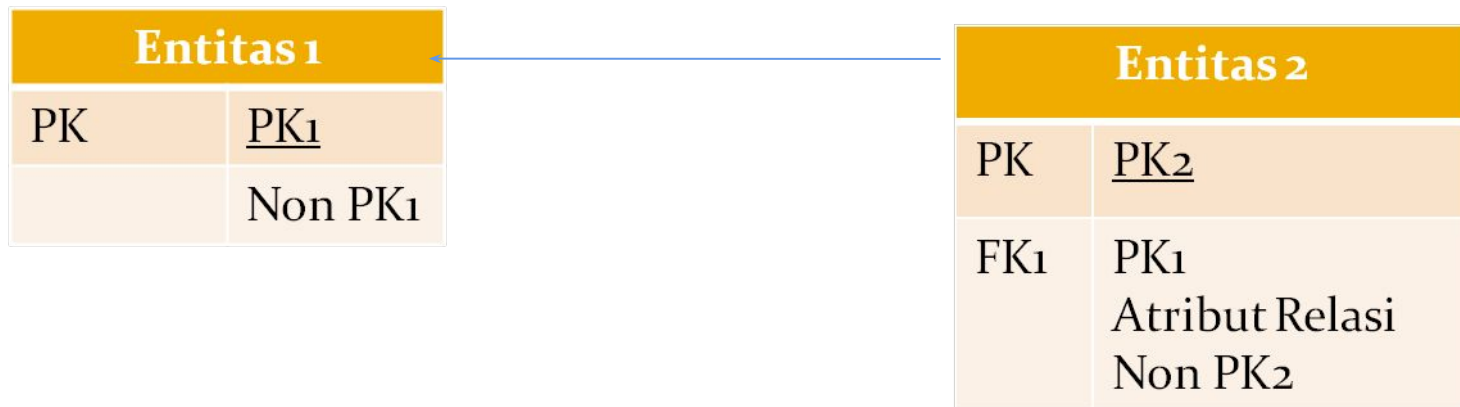 Entitas 1
PK PK1
Non PK1
Entitas 2
PK PK2
FK1 PK1
Atribut Relasi
Non PK2